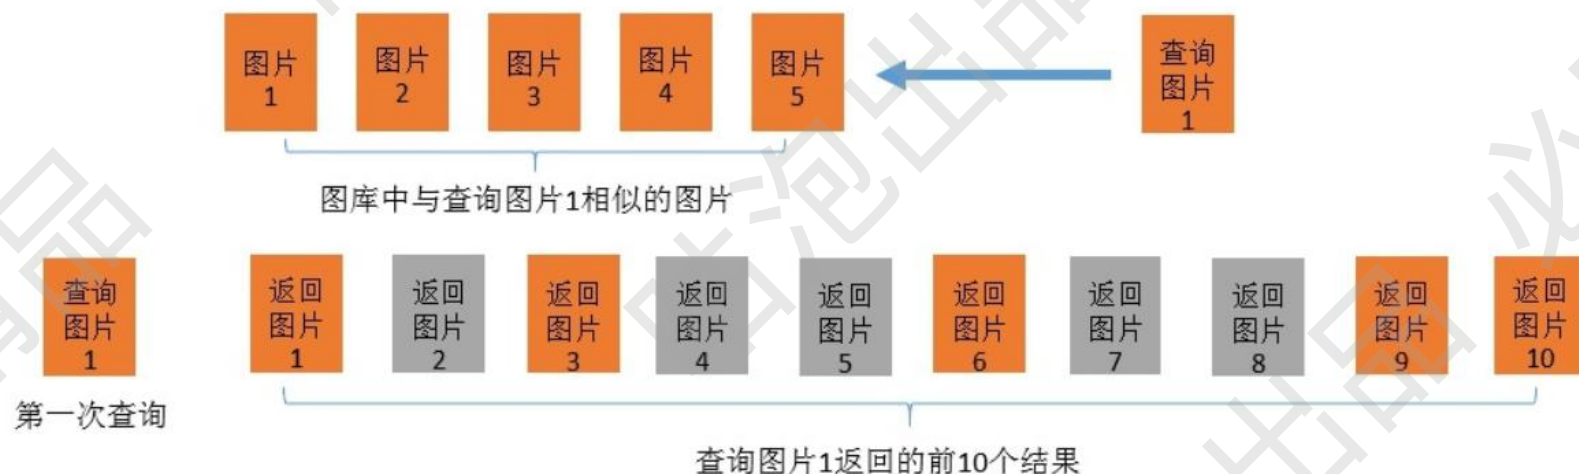 图片
1
图片
2
图片
3
图片
4
图片
5
查询
图片
1
图库中与查询图片1相似的图片
查询
图片
1
返回
图片
1
返回
图片
2
返回
图片
3
返回
图片
4
返回
图片
5
返回
图片
6
返回
图片
7
返回
图片
8
返回
图片
9
返回
图片
10
第一次查询
查询图片1返回的前10个结果